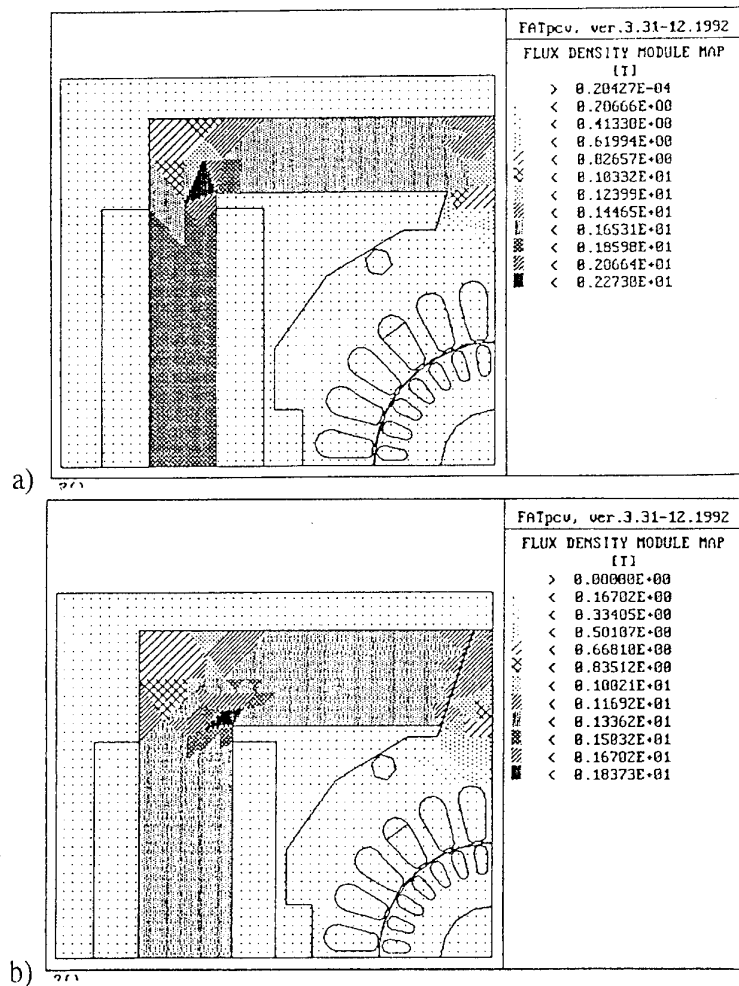 FATpcv, ver.3.31-12.1992
FLUX DENSITY MODULE MAP
[T]
> 0.20427E-04
< 0.20666E+00
< 0.41330E+00
< 0.61994E+00
< 0.82657E+00
< 0.10332E+01
< 0.12399E+01
< 0.14465E+01
< 0.16531E+01
< 0.18598E+01
< 0.20664E+01
< 0.22730E+01
a)
FATpcv, ver.3.31-12.1992
FLUX DENSITY MODULE MAP
[T]
> 0.00000E+00
< 0.16702E+00
< 0.33405E+00
< 0.50107E+00
< 0.66810E+00
< 0.83512E+00
< 0.10021E+01
< 0.11692E+01
< 0.13362E+01
< 0.15032E+01
< 0.16702E+01
< 0.18373E+01
b)